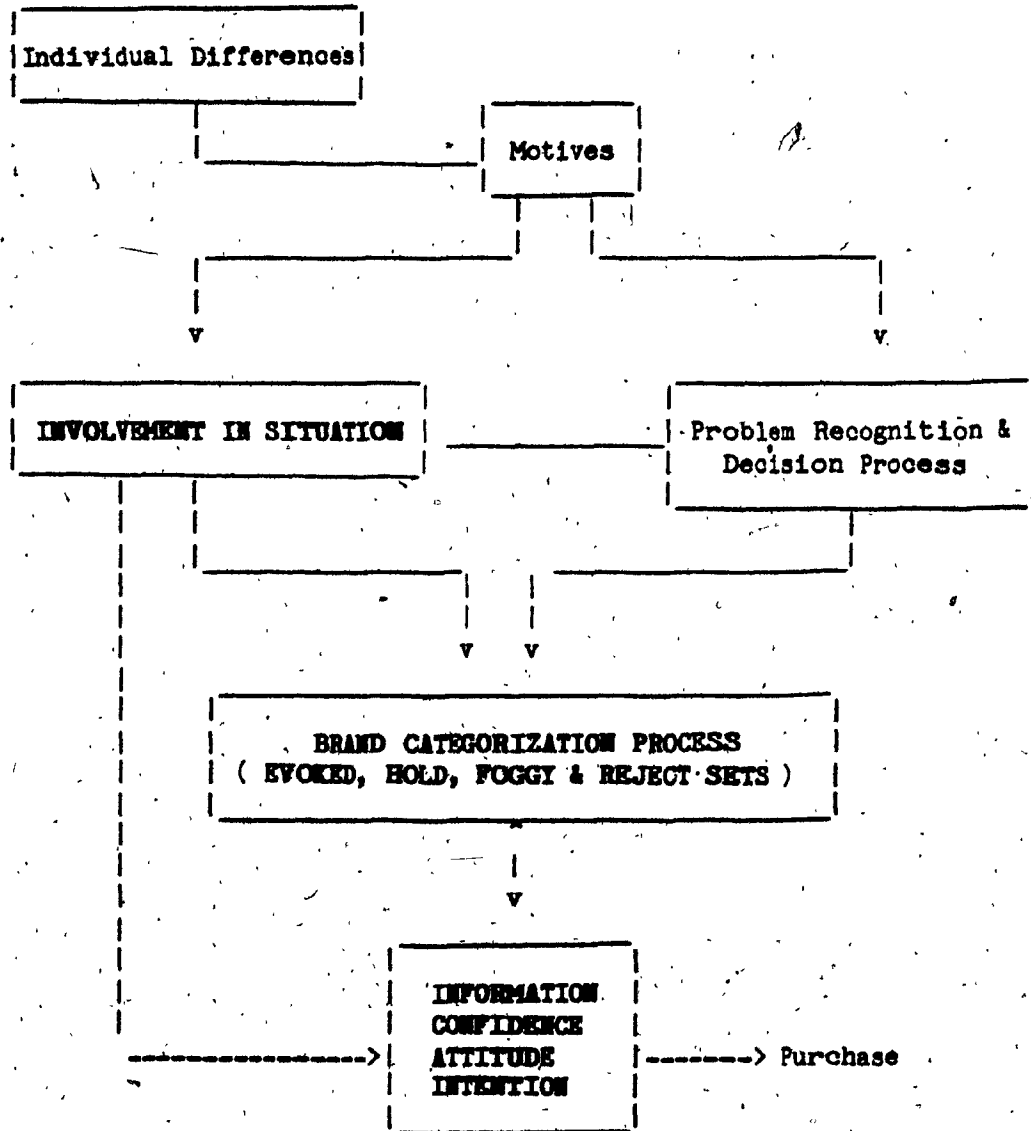 Individual Differences
Motives
INVOLVEMENT IN SITUATION
Problem Recognition &
Decision Process
BRAND CATEGORIZATION PROCESS
( EVOKED, HOLD, FOGGY & REJECT SETS )
INFORMATION
CONFIDENCE
ATTITUDE
INTENTION
Purchase